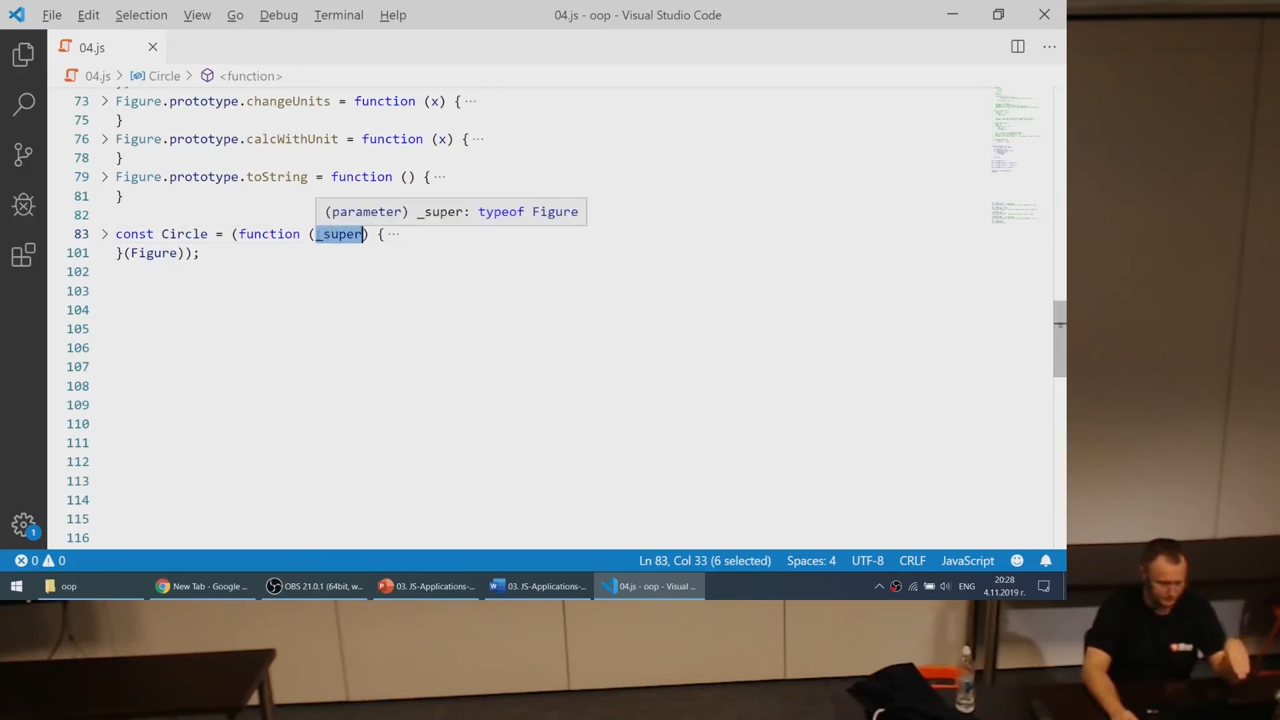 File Edit Selection View Go Debug Terminal Help 04.js - oop - Visual Studio Code
04.js
04.js > Circle > <function>
73 Figure.prototype.changeUnits = function (x) { ···
75 }
76 Figure.prototype.calcWithUnit = function (x) { ···
78 }
79 Figure.prototype.toString = function () { ···
81 }
82
(parameter) _super: typeof Figure
83 const Circle = (function (_super) { ···
101 }(Figure));
102
103
104
105
106
107
108
109
110
111
112
113
114
115
116
1
0 0 Ln 83, Col 33 (6 selected) Spaces: 4 UTF-8 CRLF JavaScript
oop New Tab - Google ... OBS 21.0.1 (64bit, w... 03. JS-Applications-... 03. JS-Applications-... 04.js - oop - Visual ... ЕНГ 20:28
4.11.2019 г.